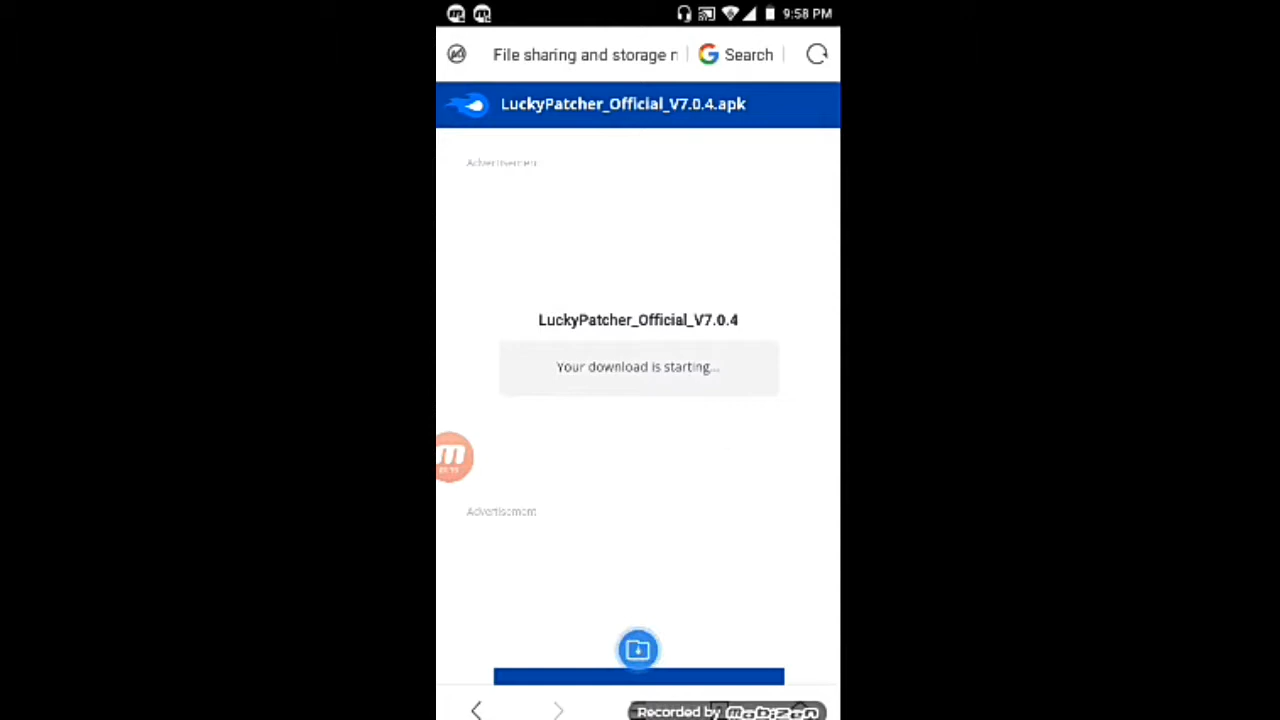 9:58 PM
File sharing and storage n
Search
LuckyPatcher_Official_V7.0.4.apk
Advertisement
LuckyPatcher_Official_V7.0.4
Your download is starting...
Advertisement
Recorded by mobizen